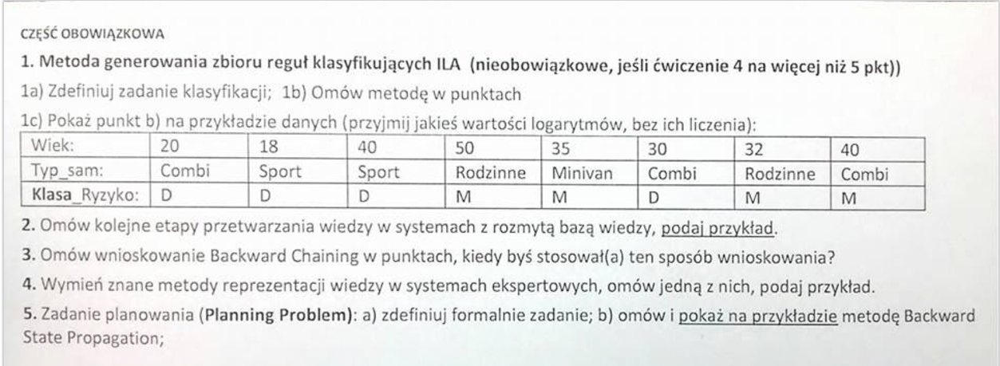 CZĘŚĆ OBOWIĄZKOWA
1. Metoda generowania zbioru reguł klasyfikujących ILA (nieobowiązkowe, jeśli ćwiczenie 4 na więcej niż 5 pkt))
1a) Zdefiniuj zadanie klasyfikacji; 1b) Omów metodę w punktach
1c) Pokaż punkt b) na przykładzie danych (przyjmij jakieś wartości logarytmów, bez ich liczenia):
Wiek: 20 18 40 50 35 30 32 40
Typ_sam: Combi Sport Sport Rodzinne Minivan Combi Rodzinne Combi
Klasa_Ryzyko: D D D M M D M M
2. Omów kolejne etapy przetwarzania wiedzy w systemach z rozmytą bazą wiedzy, podaj przykład.
3. Omów wnioskowanie Backward Chaining w punktach, kiedy byś stosował(a) ten sposób wnioskowania?
4. Wymień znane metody reprezentacji wiedzy w systemach ekspertowych, omów jedną z nich, podaj przykład.
5. Zadanie planowania (Planning Problem): a) zdefiniuj formalnie zadanie; b) omów i pokaż na przykładzie metodę Backward
State Propagation;